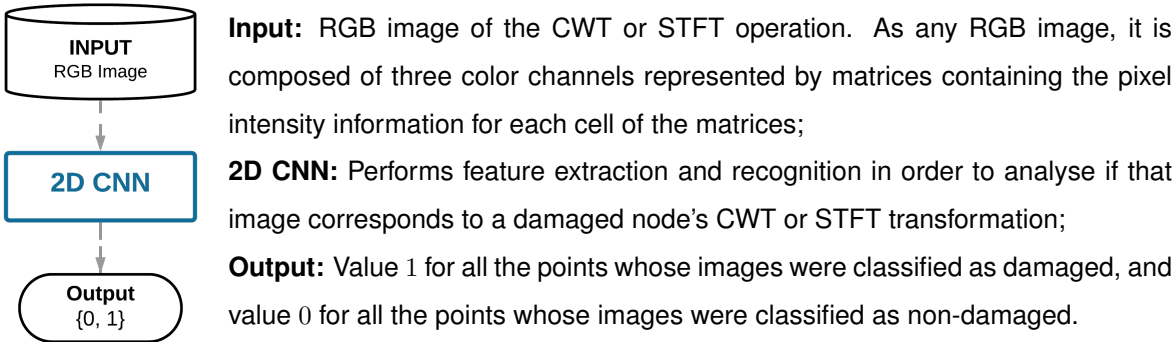 INPUT
RGB Image
2D CNN
Output
{0, 1}
Input: RGB image of the CWT or STFT operation. As any RGB image, it is
composed of three color channels represented by matrices containing the pixel
intensity information for each cell of the matrices;
2D CNN: Performs feature extraction and recognition in order to analyse if that
image corresponds to a damaged node's CWT or STFT transformation;
Output: Value 1 for all the points whose images were classified as damaged, and
value 0 for all the points whose images were classified as non-damaged.